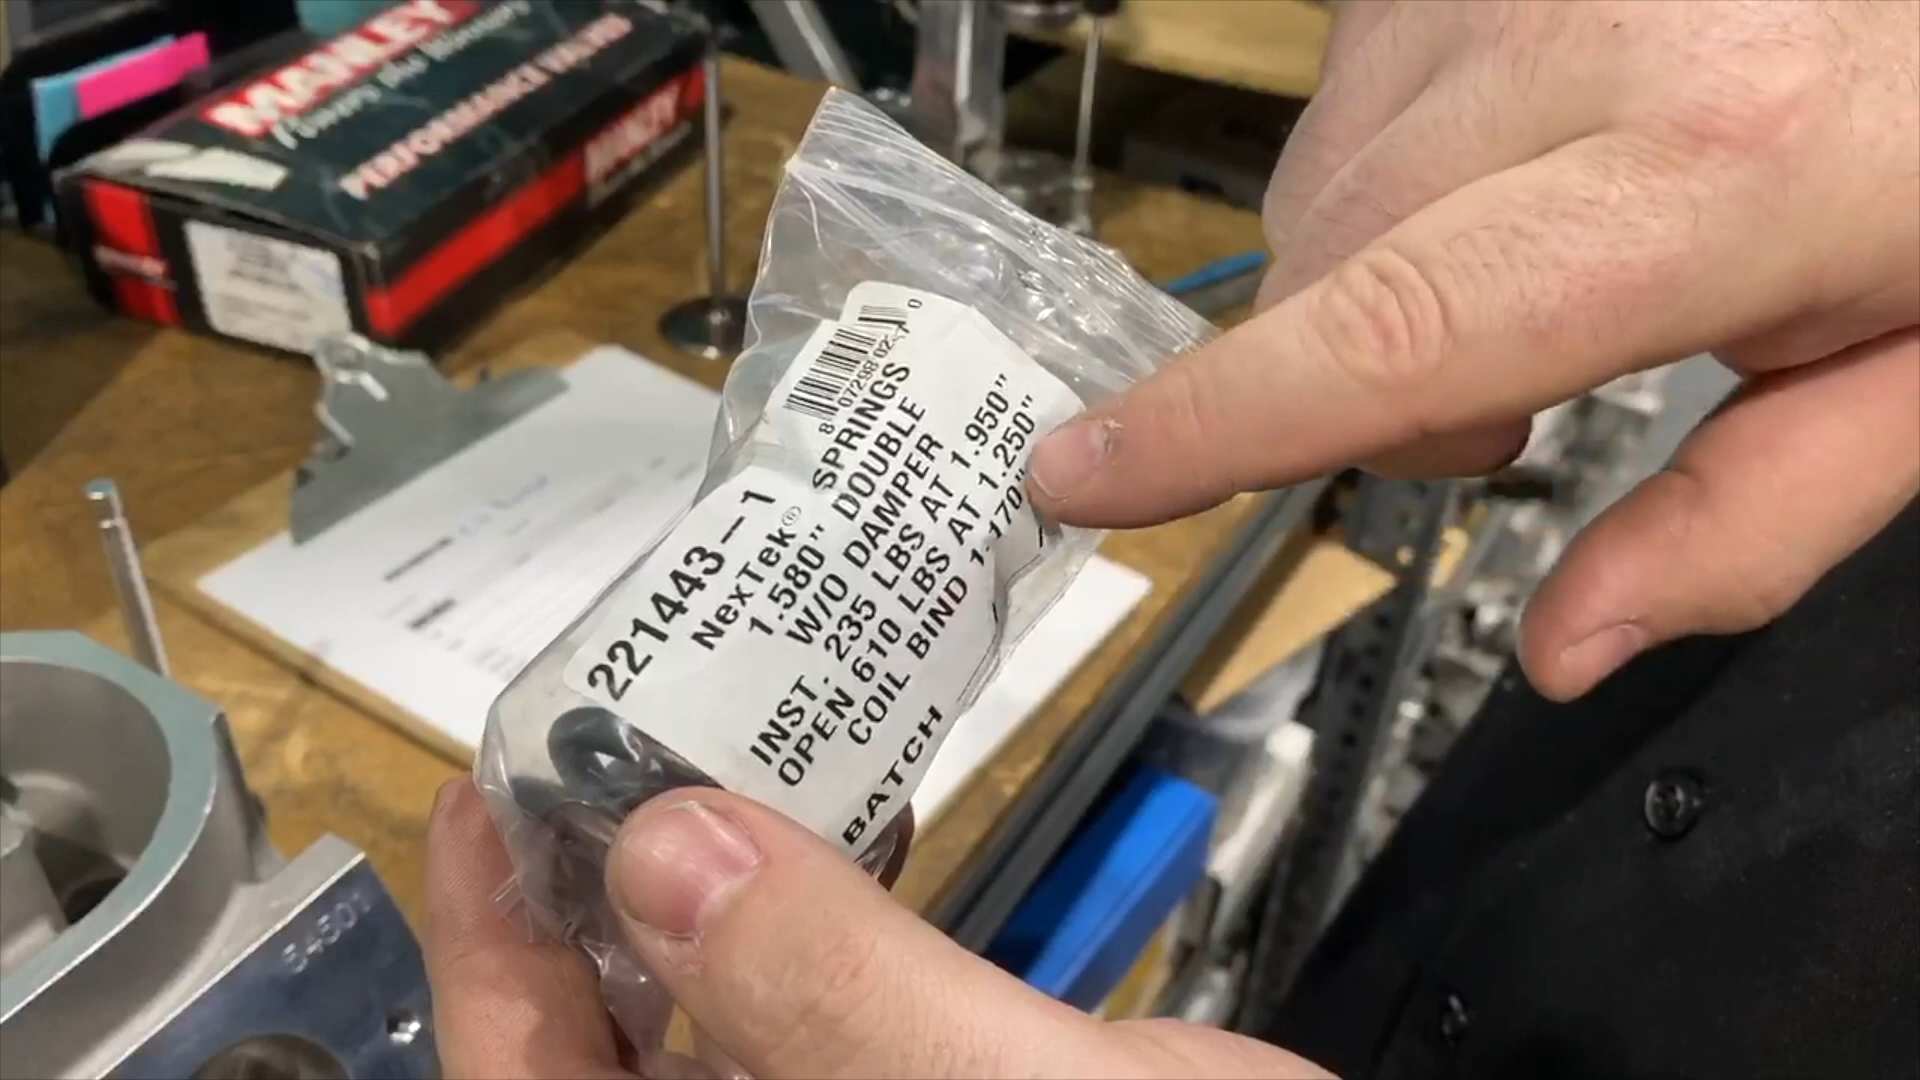 MANLEY
PERFORMANCE VALVES
MANLEY
221443-1
SPRINGS
NexTek®
1.580" DOUBLE
W/O DAMPER
INST. 235 LBS AT 1.950"
OPEN 610 LBS AT 1.250"
COIL BIND 1.170"
BATCH
54501